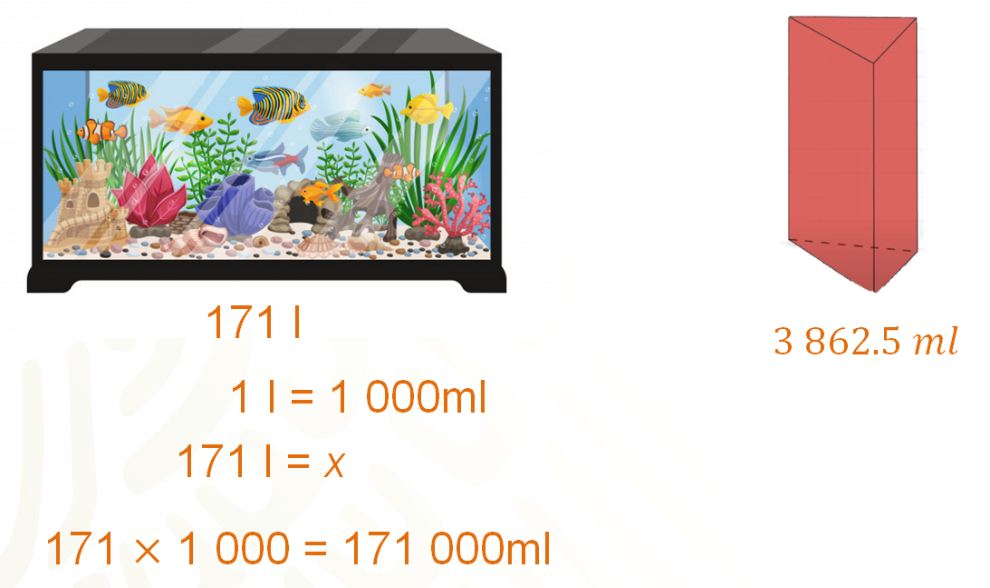 171 l
3 862.5 ml
1 l = 1 000ml
171 l = x
171 × 1 000 = 171 000ml